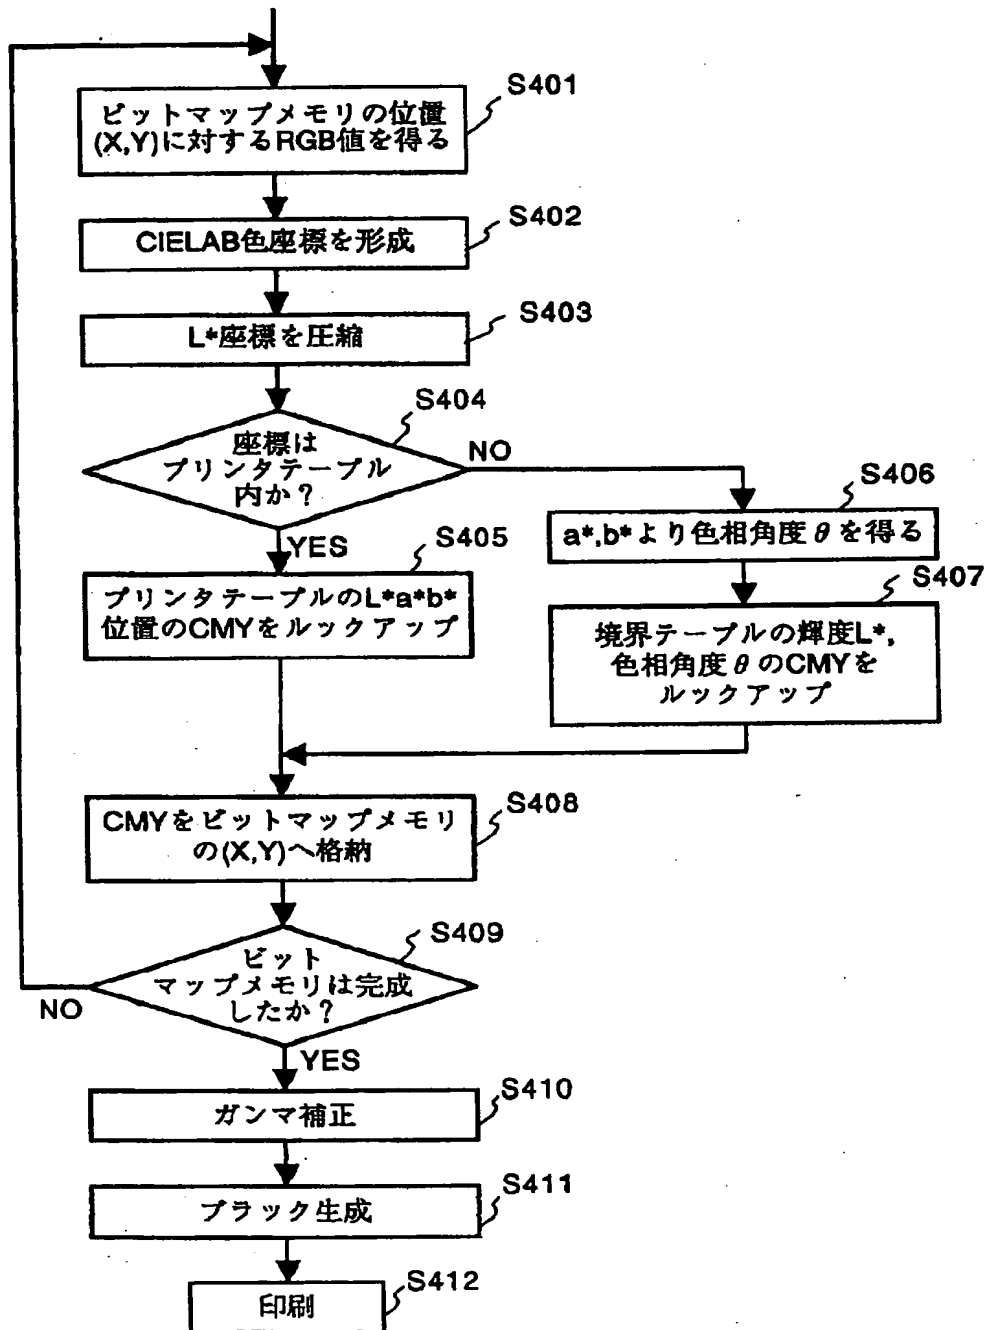 S401
ビットマップメモリの位置
(X,Y)に対するRGB値を得る
S402
CIELAB色座標を形成
S403
L*座標を圧縮
S404
座標は
プリンタテーブル
内か？
NO
YES
S405
プリンタテーブルのL*a*b*
位置のCMYをルックアップ
S406
a*,b*より色相角度θを得る
S407
境界テーブルの輝度L*,
色相角度θのCMYを
ルックアップ
S408
CMYをビットマップメモリ
の(X,Y)へ格納
S409
ビット
マップメモリは完成
したか？
NO
YES
S410
ガンマ補正
S411
ブラック生成
S412
印刷